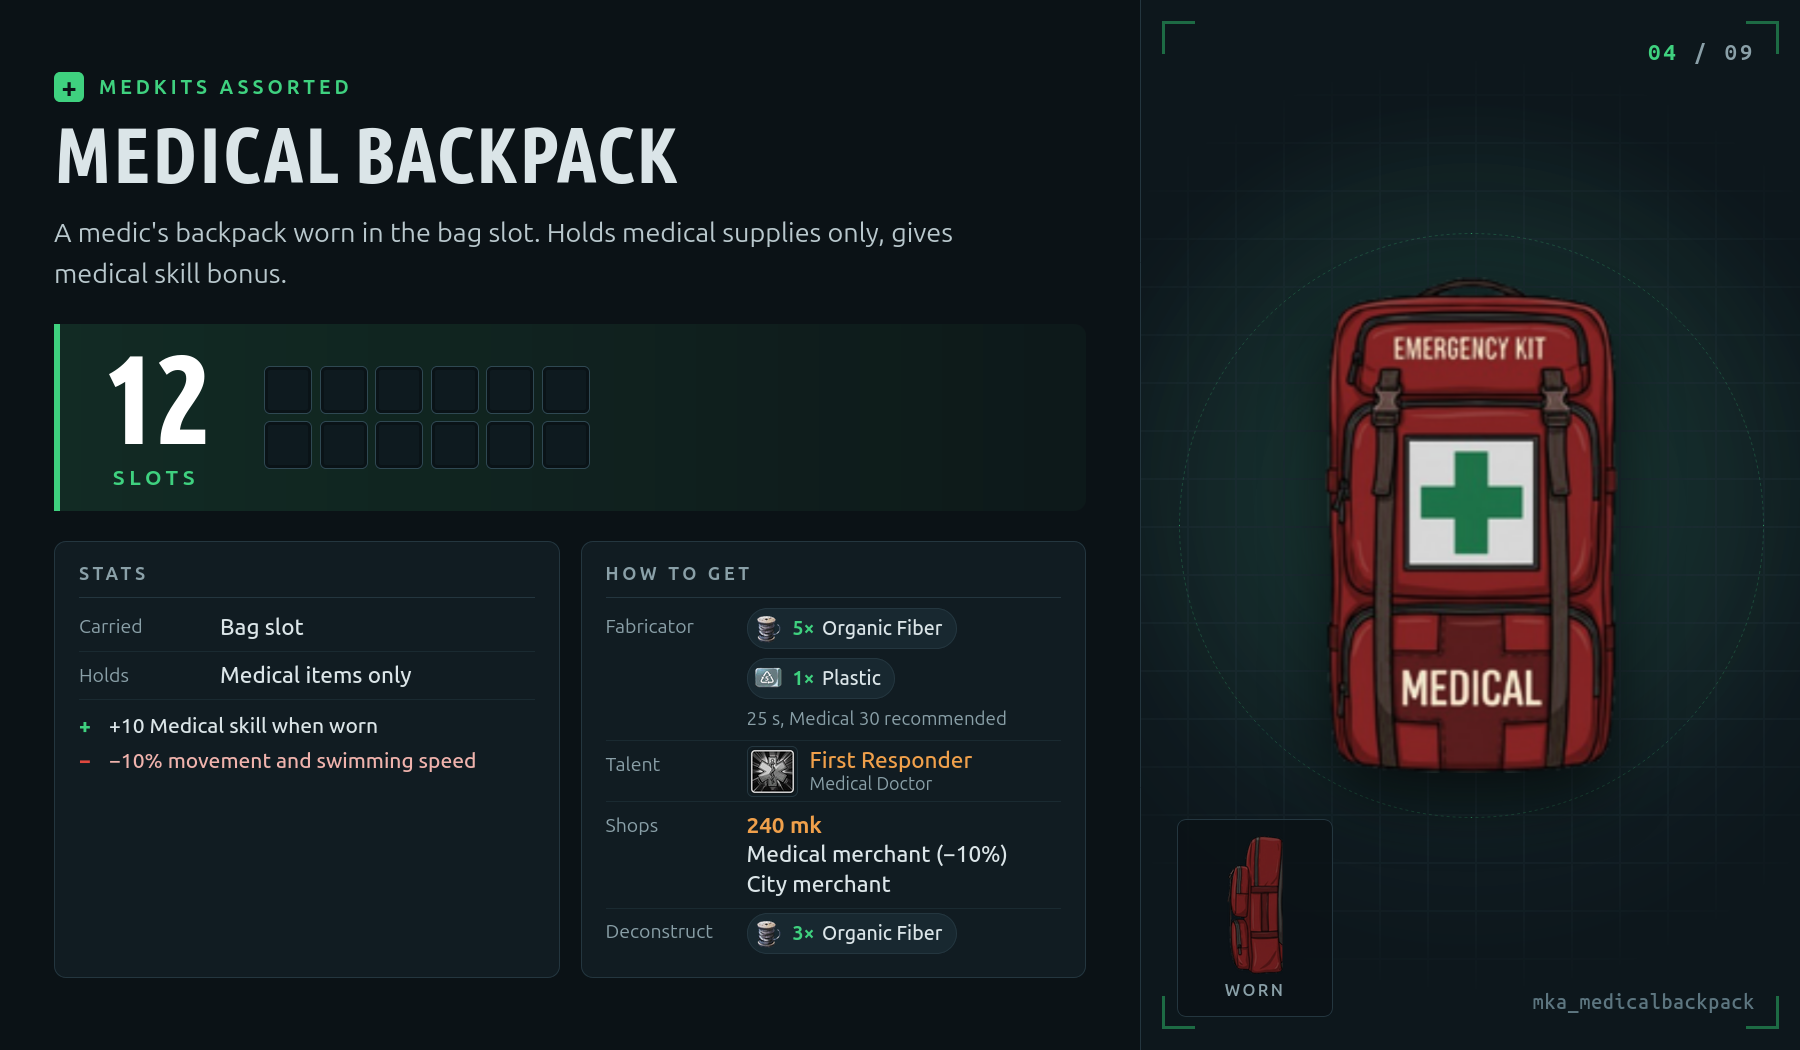 MEDKITS ASSORTED
MEDICAL BACKPACK
A medic's backpack worn in the bag slot. Holds medical supplies only, gives
medical skill bonus.
12
SLOTS
STATS
Carried Bag slot
Holds Medical items only
+ +10 Medical skill when worn
− −10% movement and swimming speed
HOW TO GET
Fabricator 5× Organic Fiber
1× Plastic
25 s, Medical 30 recommended
Talent First Responder
Medical Doctor
Shops 240 mk
Medical merchant (−10%)
City merchant
Deconstruct 3× Organic Fiber
04 / 09
EMERGENCY KIT
MEDICAL
WORN
mka_medicalbackpack